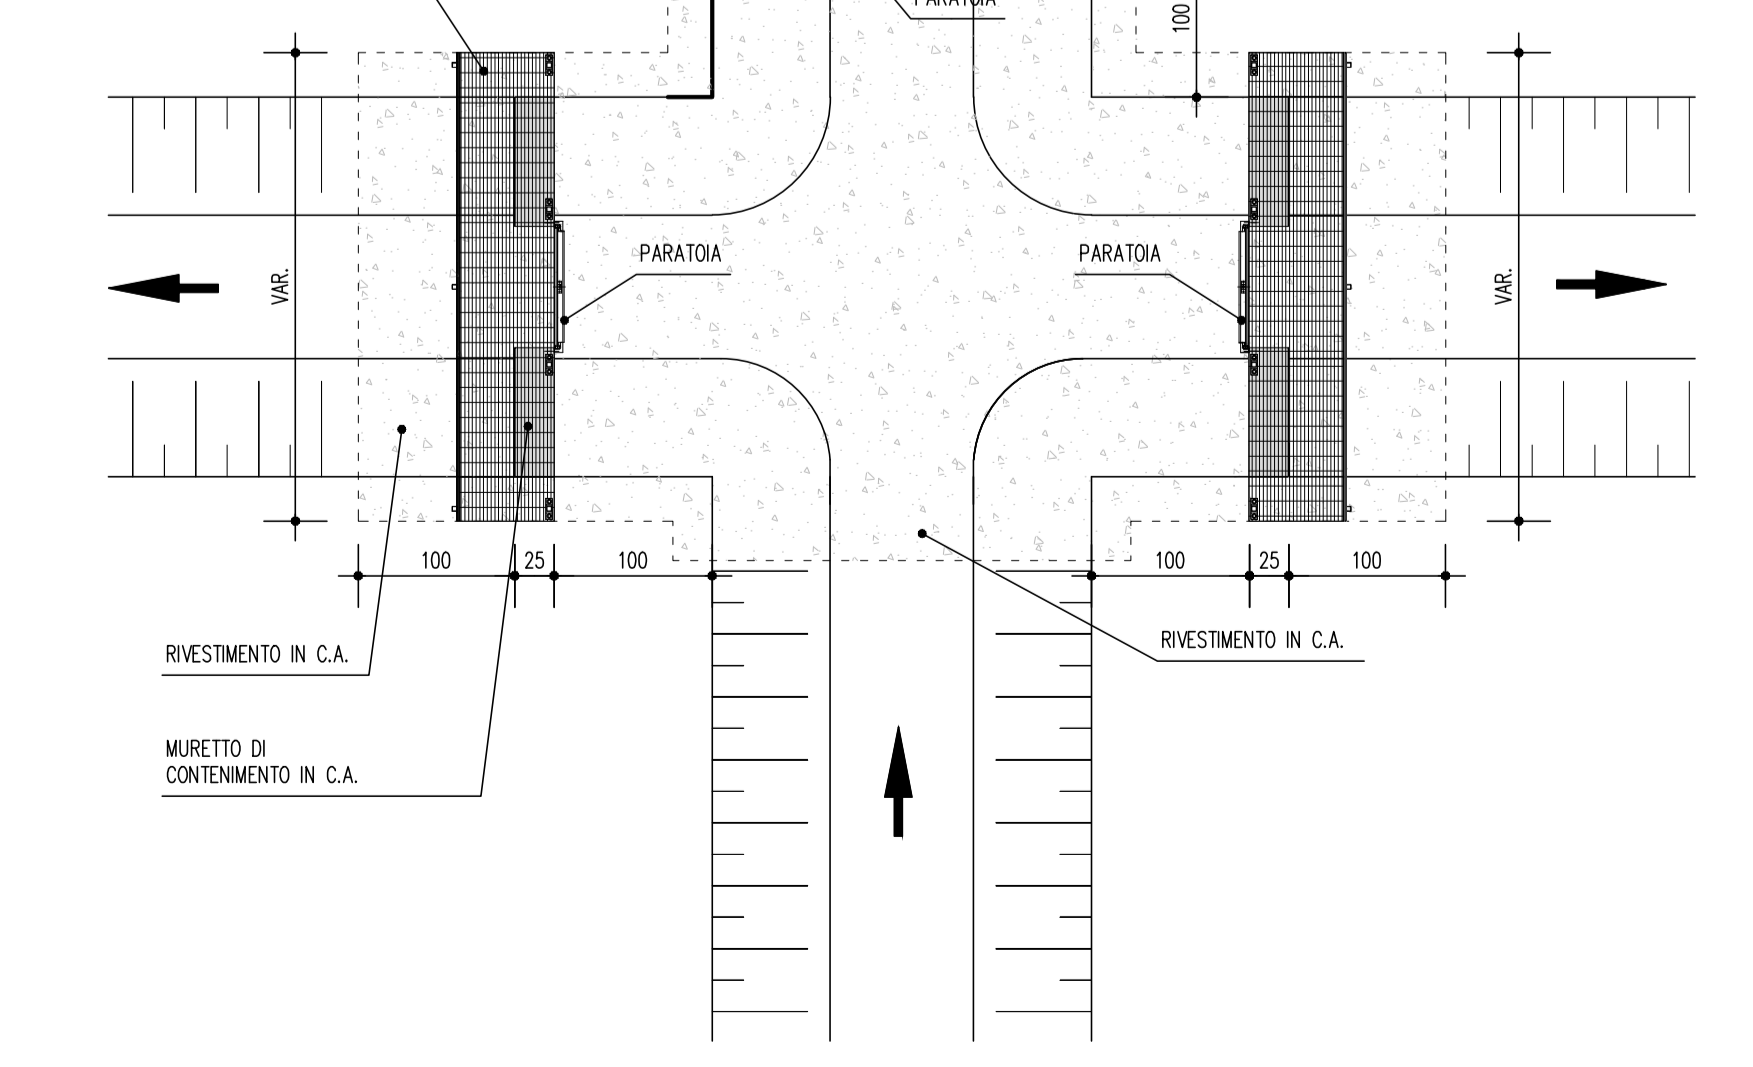 PARATOIA
100
PARATOIA
PARATOIA
VAR.
VAR.
100
25
100
100
25
100
RIVESTIMENTO IN C.A.
RIVESTIMENTO IN C.A.
MURETTO DI
CONTENIMENTO IN C.A.